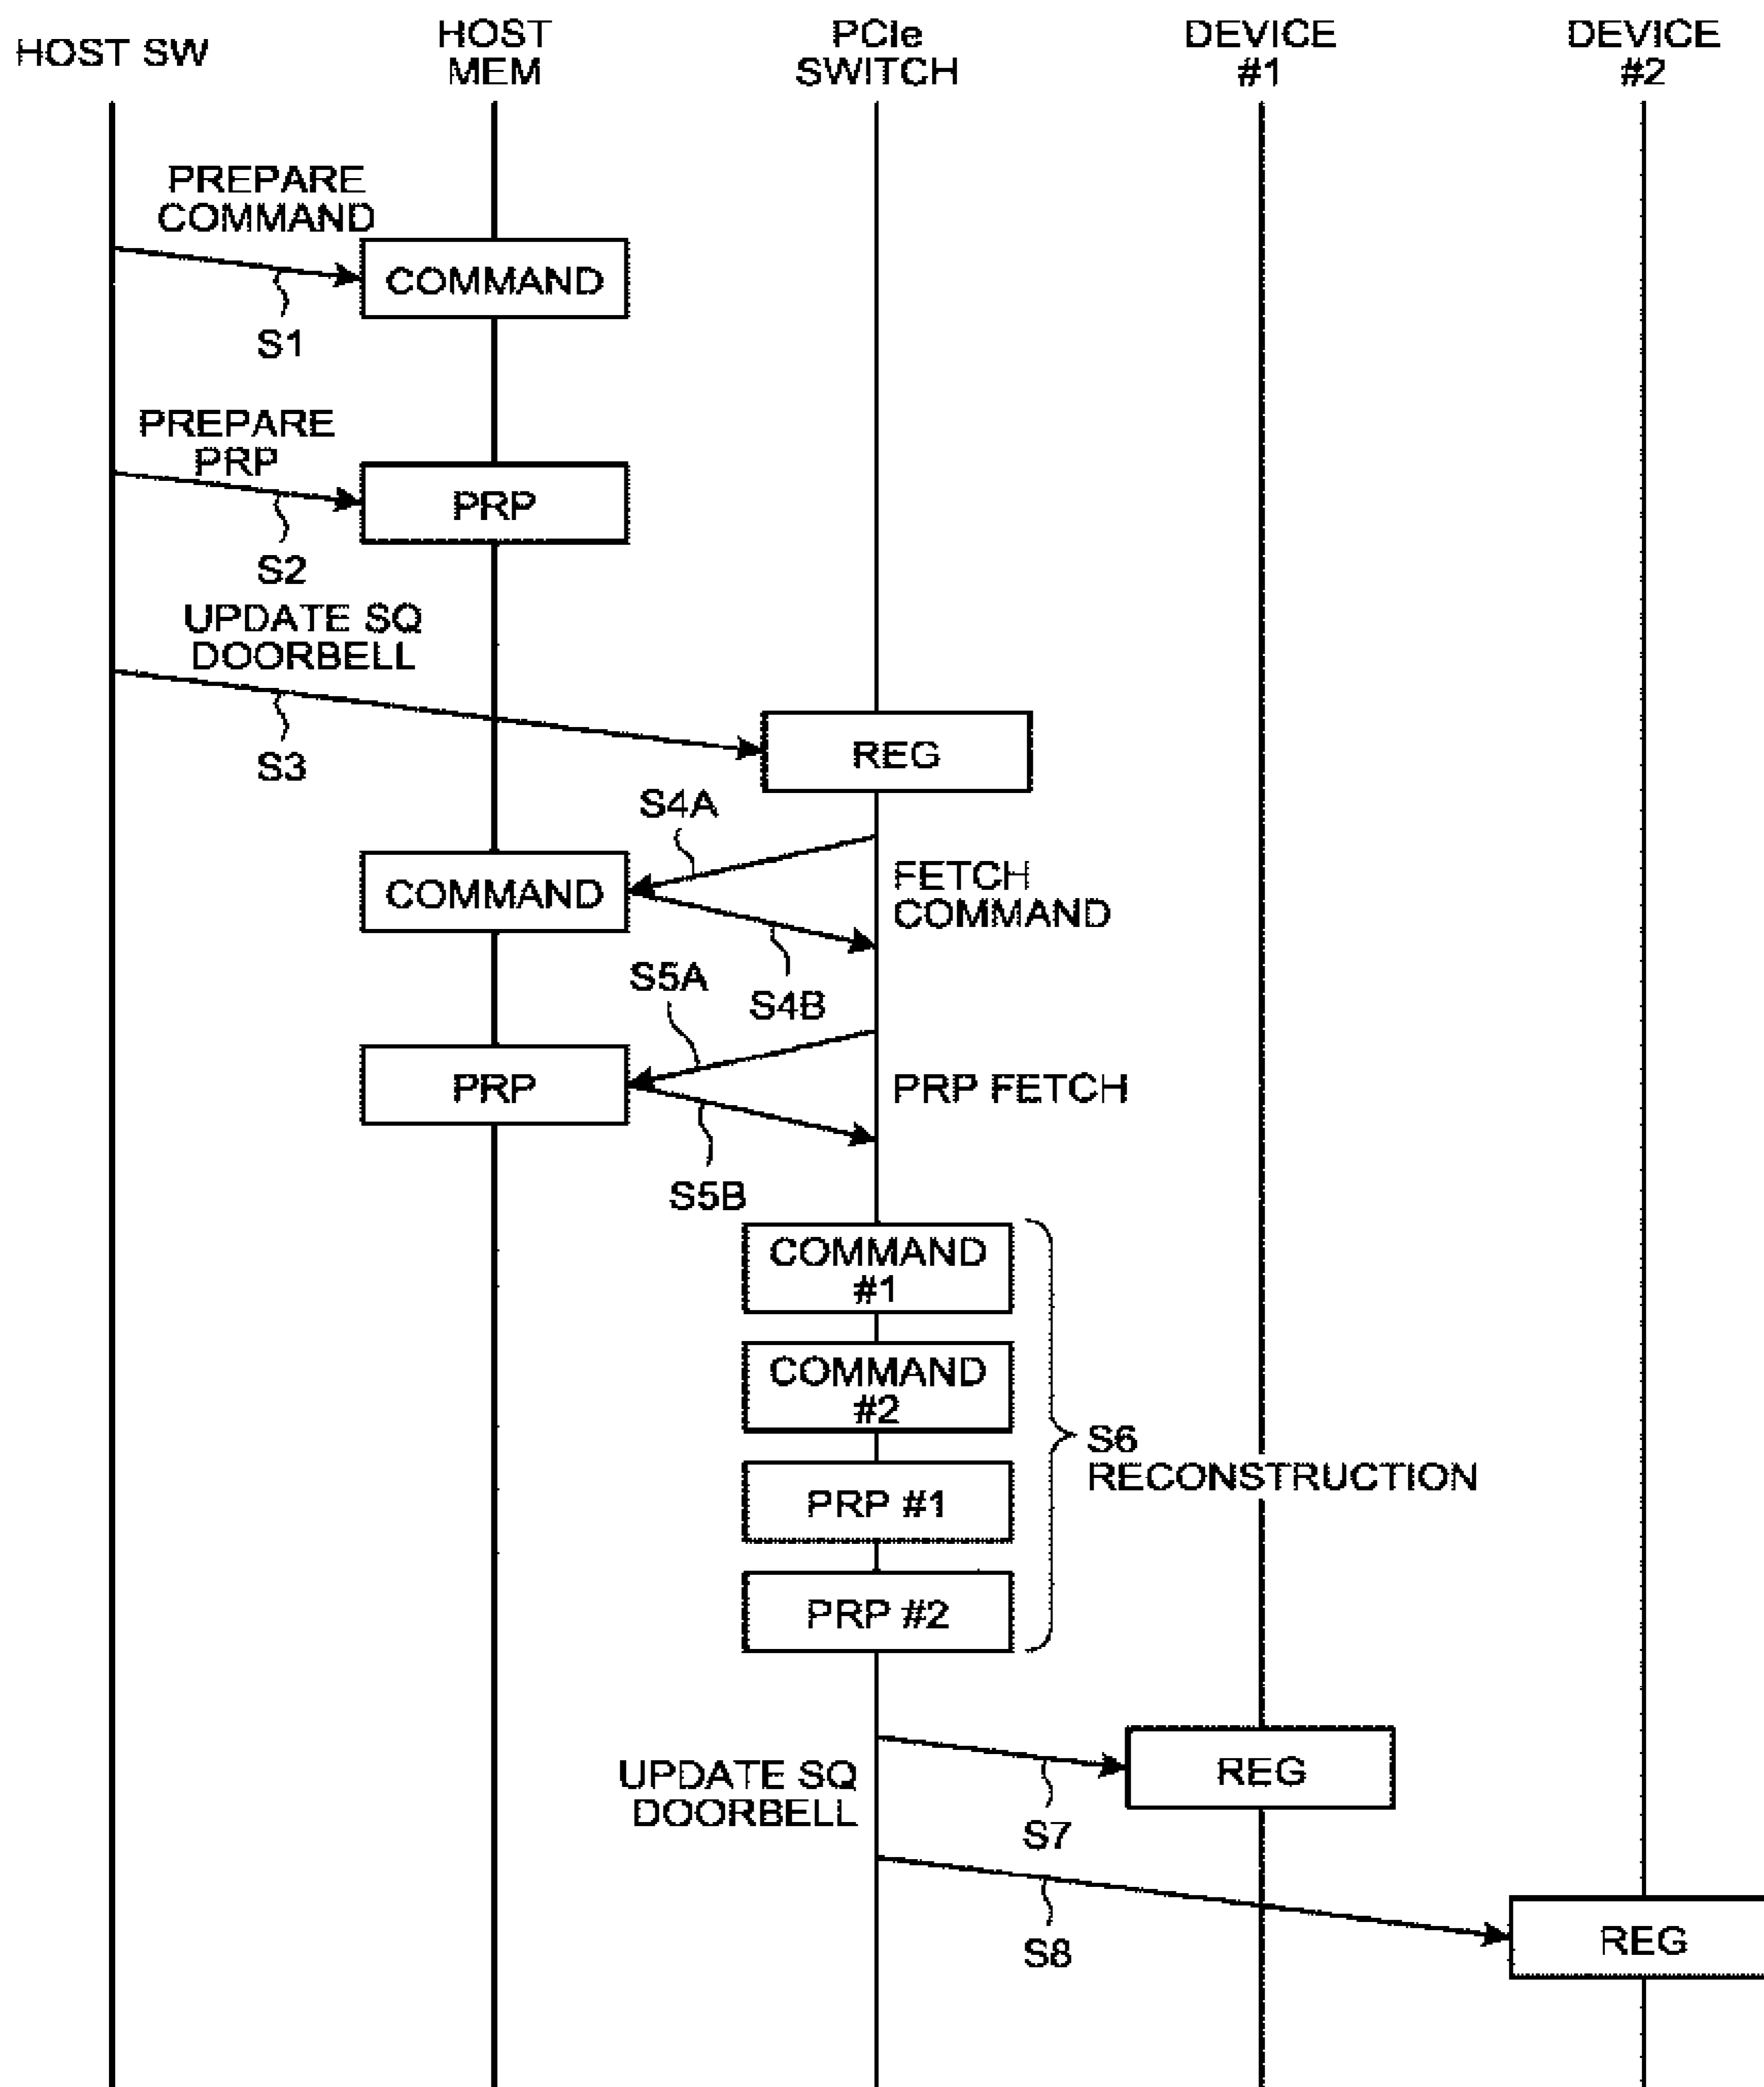 HOST SW
HOST
MEM
PCIe
SWITCH
DEVICE
#1
DEVICE
#2
PREPARE
COMMAND
COMMAND
S1
PREPARE
PRP
PRP
S2
UPDATE SQ
DOORBELL
S3
REG
S4A
COMMAND
FETCH
COMMAND
S4B
S5A
PRP
PRP FETCH
S5B
COMMAND
#1
COMMAND
#2
PRP #1
PRP #2
S6
RECONSTRUCTION
UPDATE SQ
DOORBELL
S7
REG
S8
REG